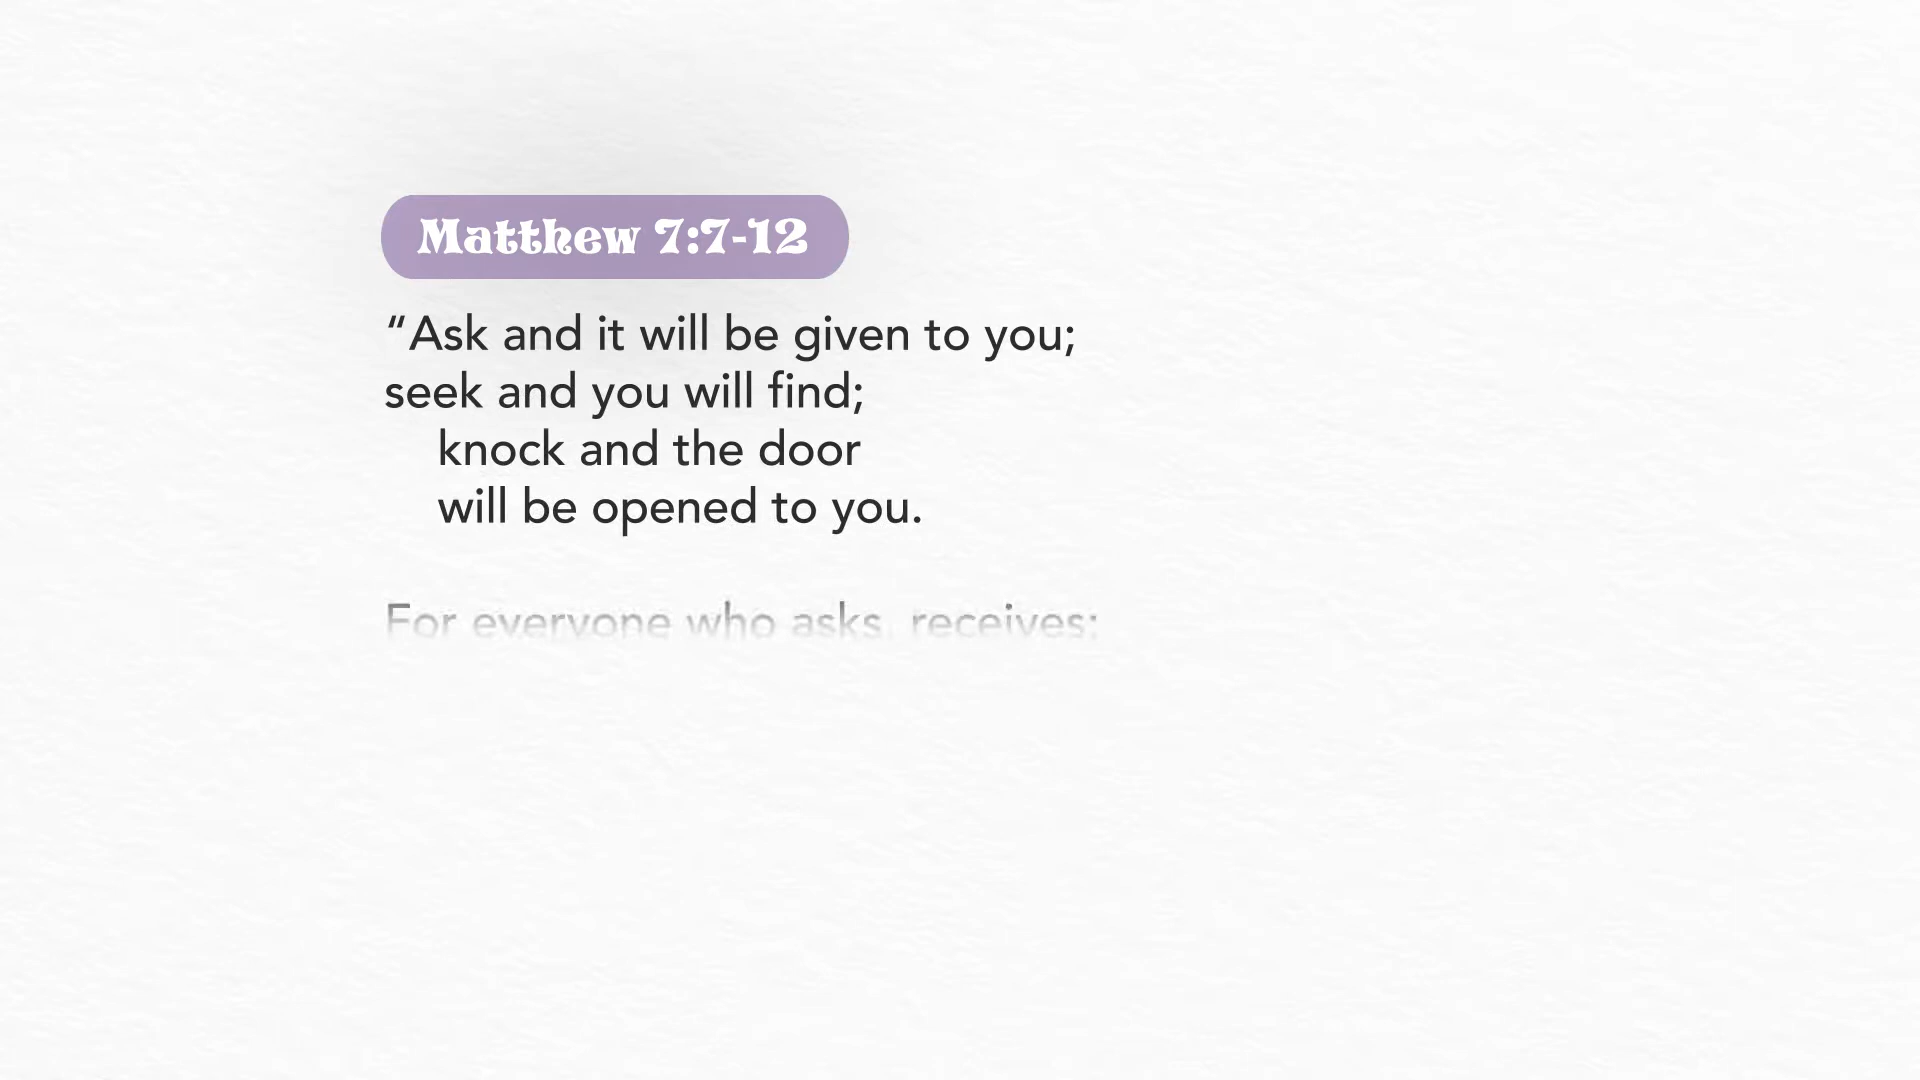 Matthew 7:7-12
“Ask and it will be given to you;
seek and you will find;
knock and the door
will be opened to you.
For everyone who asks, receives;